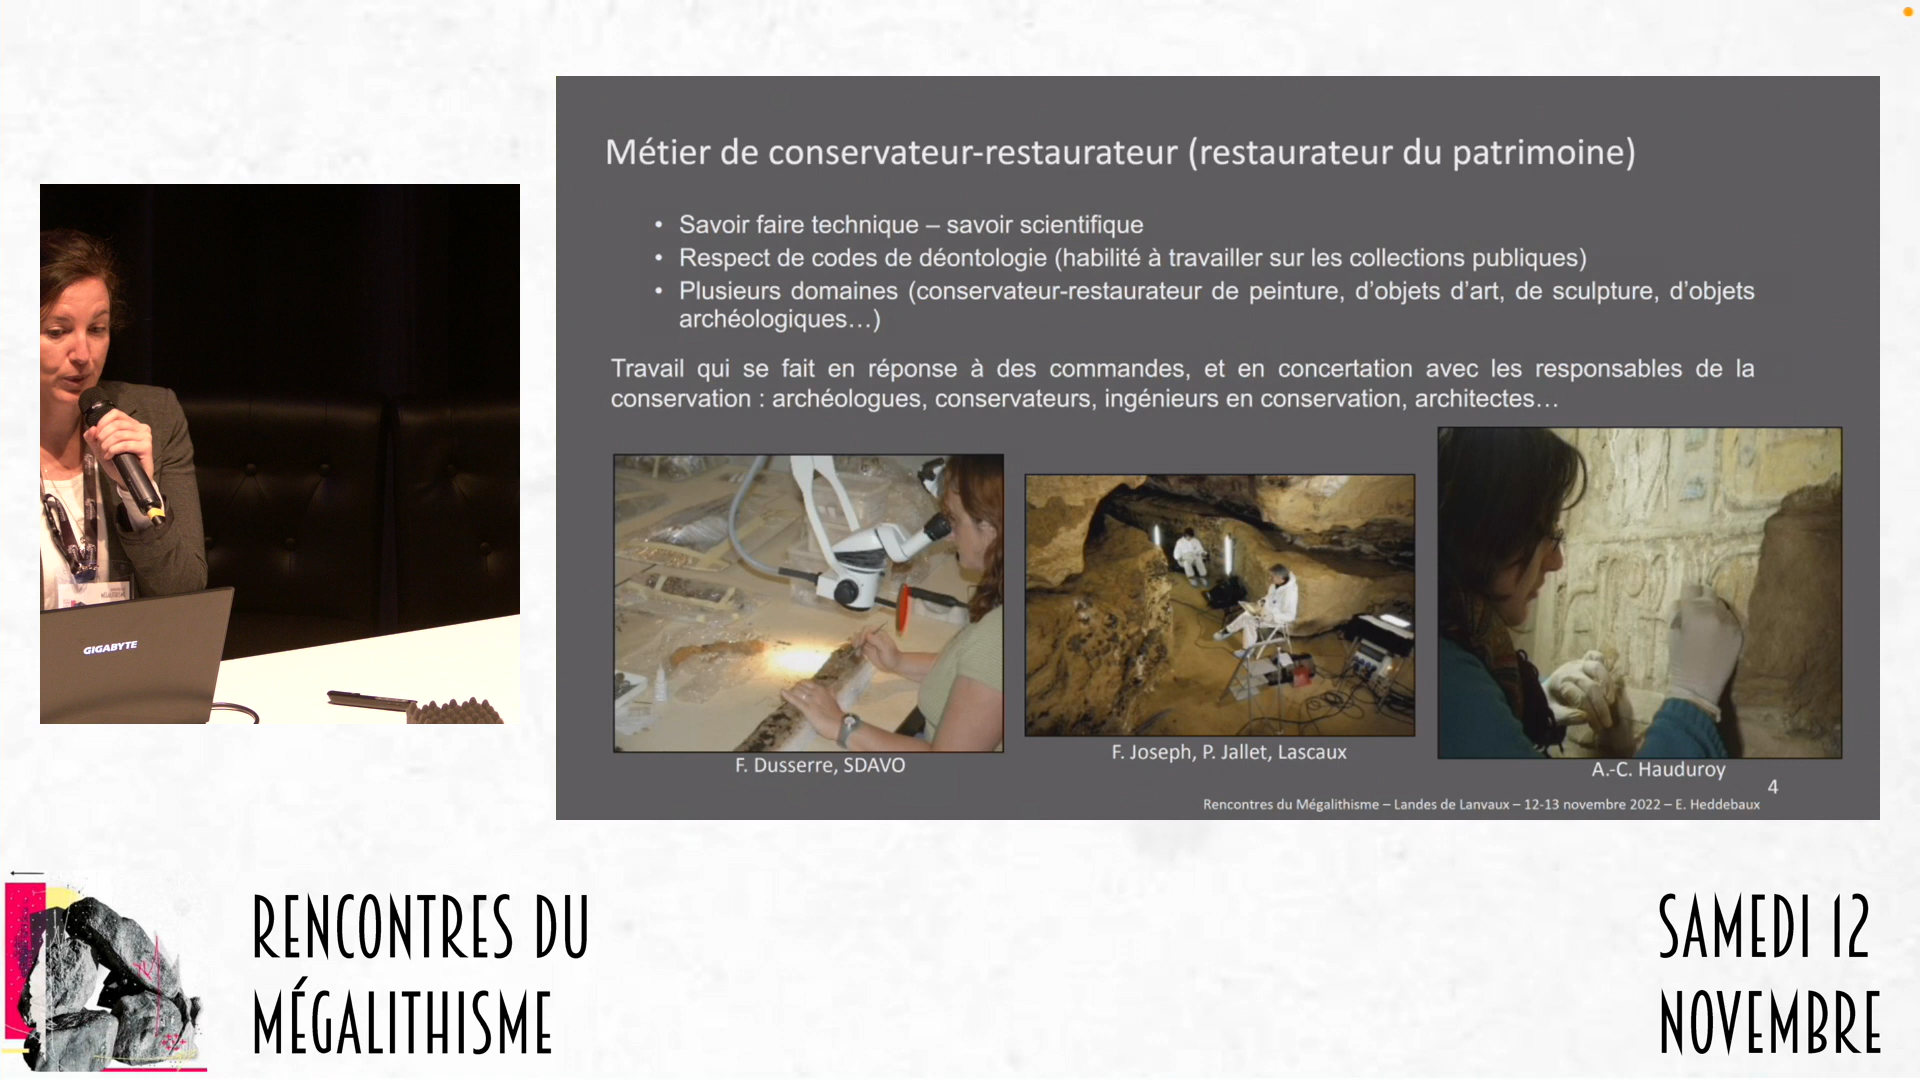 Métier de conservateur-restaurateur (restaurateur du patrimoine)
• Savoir faire technique – savoir scientifique
• Respect de codes de déontologie (habilité à travailler sur les collections publiques)
• Plusieurs domaines (conservateur-restaurateur de peinture, d’objets d’art, de sculpture, d’objets
archéologiques…)
Travail qui se fait en réponse à des commandes, et en concertation avec les responsables de la
conservation : archéologues, conservateurs, ingénieurs en conservation, architectes…
F. Dusserre, SDAVO
F. Joseph, P. Jallet, Lascaux
A.-C. Hauduroy
4
Rencontres du Mégalithisme – Landes de Lanvaux – 12-13 novembre 2022 – E. Heddebaux
GIGABYTE
MÉGALITHISME
RENCONTRES DU
MÉGALITHISME
SAMEDI 12
NOVEMBRE